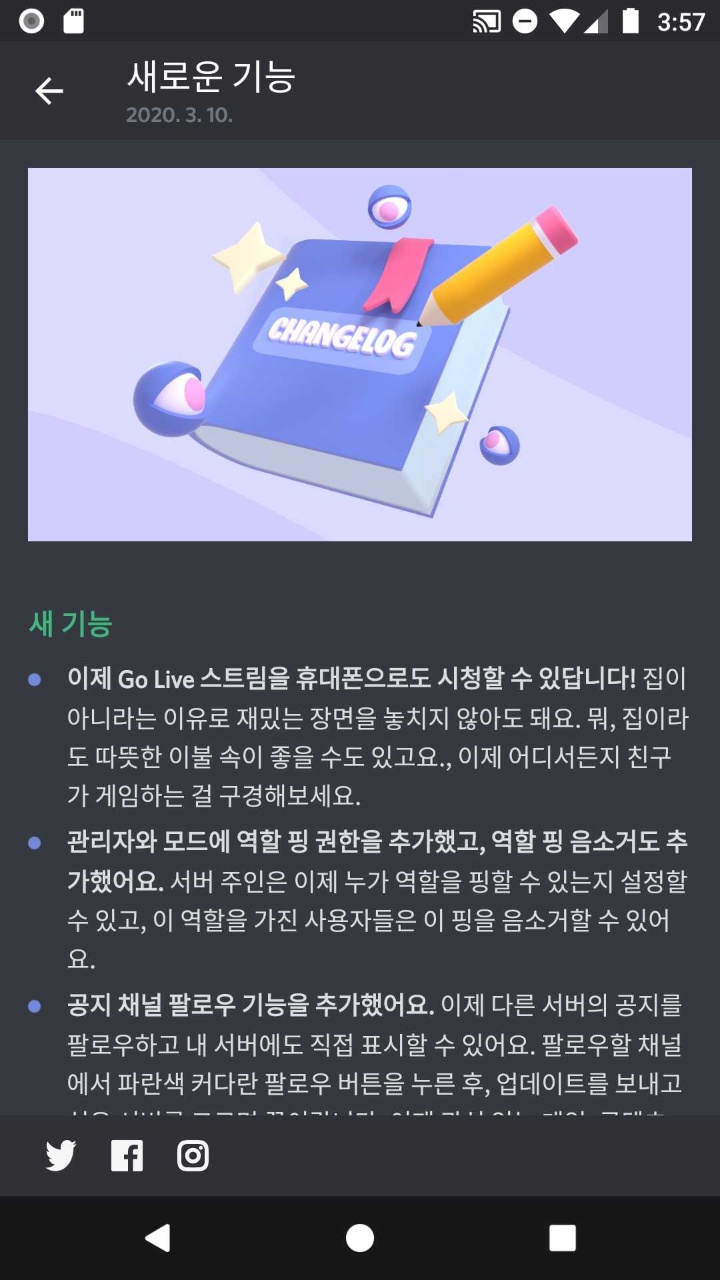 3:57
새로운 기능
2020. 3. 10.
CHANGELOG
새 기능
이제 Go Live 스트림을 휴대폰으로도 시청할 수 있답니다! 집이
아니라는 이유로 재밌는 장면을 놓치지 않아도 돼요. 뭐, 집이라
도 따뜻한 이불 속이 좋을 수도 있고요., 이제 어디서든지 친구
가 게임하는 걸 구경해보세요.
관리자와 모드에 역할 핑 권한을 추가했고, 역할 핑 음소거도 추
가했어요. 서버 주인은 이제 누가 역할을 핑할 수 있는지 설정할
수 있고, 이 역할을 가진 사용자들은 이 핑을 음소거할 수 있어
요.
공지 채널 팔로우 기능을 추가했어요. 이제 다른 서버의 공지를
팔로우하고 내 서버에도 직접 표시할 수 있어요. 팔로우할 채널
에서 파란색 커다란 팔로우 버튼을 누른 후, 업데이트를 보내고